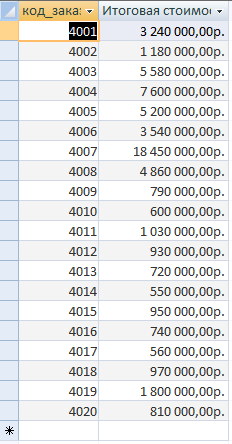 код_зака: Итоговая стоимос
4001 3 240 000,00р.
4002 1 180 000,00р.
4003 5 580 000,00р.
4004 7 600 000,00р.
4005 5 200 000,00р.
4006 3 540 000,00р.
4007 18 450 000,00р.
4008 4 860 000,00р.
4009 790 000,00р.
4010 600 000,00р.
4011 1 030 000,00р.
4012 930 000,00р.
4013 720 000,00р.
4014 550 000,00р.
4015 950 000,00р.
4016 740 000,00р.
4017 560 000,00р.
4018 970 000,00р.
4019 1 800 000,00р.
4020 810 000,00р.